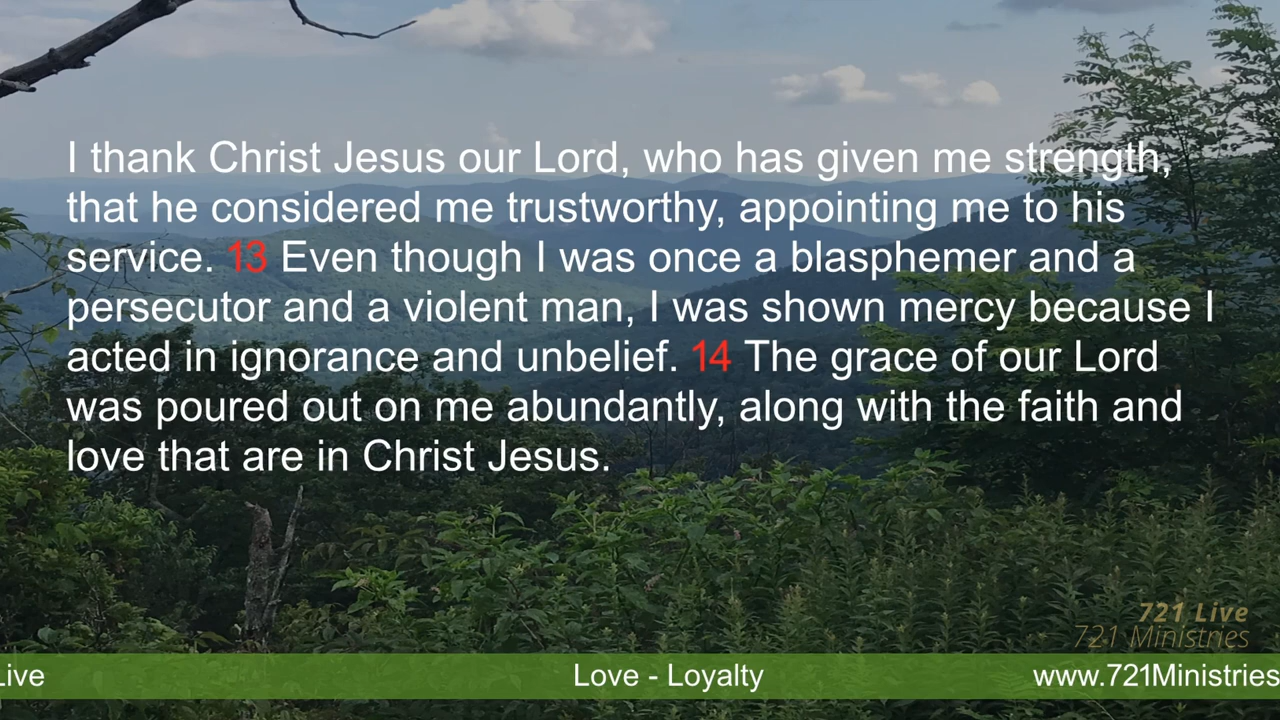 I thank Christ Jesus our Lord, who has given me strength,
that he considered me trustworthy, appointing me to his
service. 13 Even though I was once a blasphemer and a
persecutor and a violent man, I was shown mercy because I
acted in ignorance and unbelief. 14 The grace of our Lord
was poured out on me abundantly, along with the faith and
love that are in Christ Jesus.
721 Live
721 Ministries
Live
Love - Loyalty
www.721Ministries